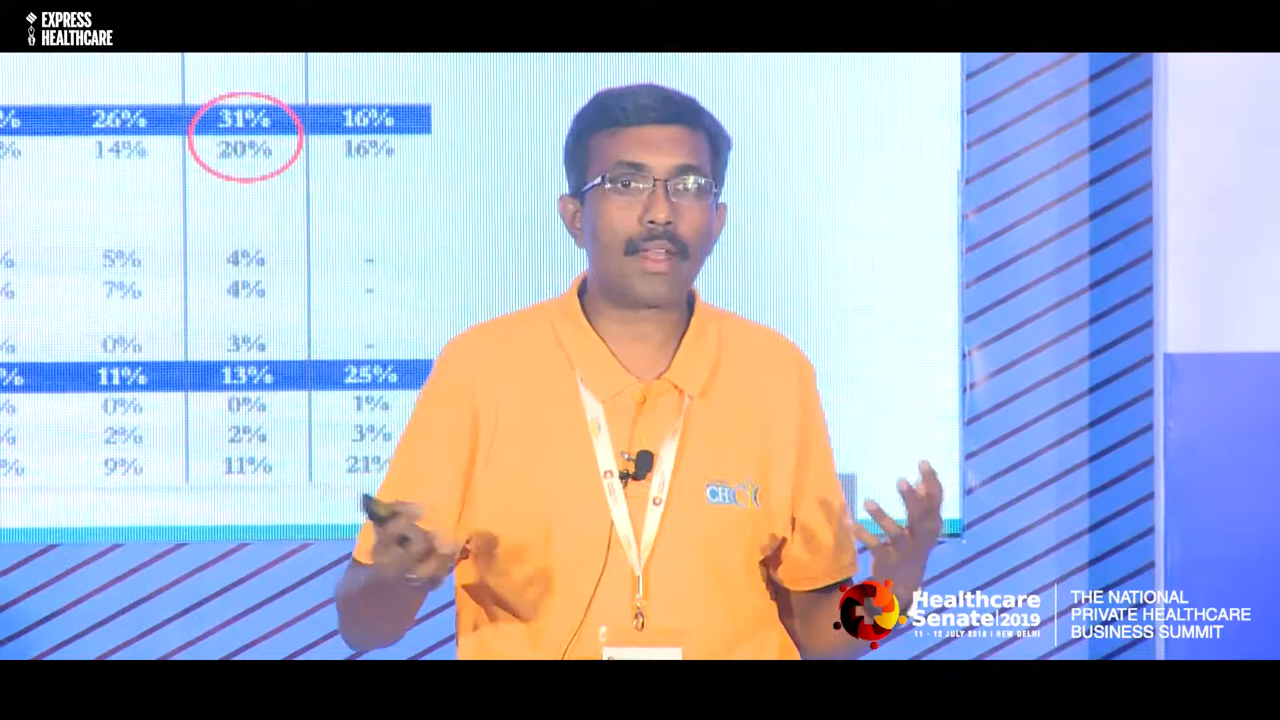 EXPRESS
HEALTHCARE
% 26% 31% 16%
% 14% 20% 16%
% 5% 4% -
% 7% 4% -
% 0% 3% -
% 11% 13% 25%
% 0% 0% 1%
% 2% 2% 3%
% 9% 11% 21%
CH
Healthcare
Senate|2019
11 - 12 JULY 2019 | NEW DELHI
THE NATIONAL
PRIVATE HEALTHCARE
BUSINESS SUMMIT